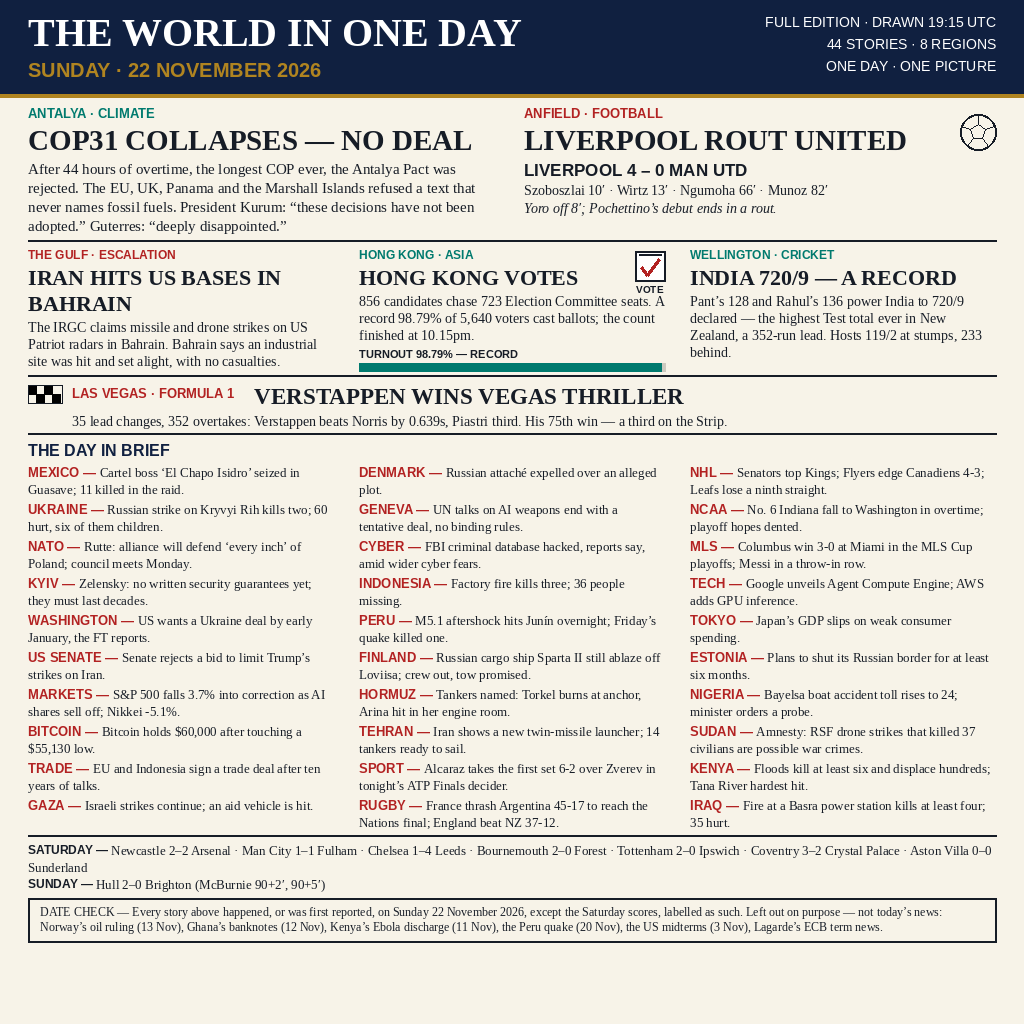 THE WORLD IN ONE DAY
SUNDAY · 22 NOVEMBER 2026
FULL EDITION · DRAWN 19:15 UTC
44 STORIES · 8 REGIONS
ONE DAY · ONE PICTURE
ANTALYA · CLIMATE
COP31 COLLAPSES — NO DEAL
After 44 hours of overtime, the longest COP ever, the Antalya Pact was
rejected. The EU, UK, Panama and the Marshall Islands refused a text that
never names fossil fuels. President Kurum: “these decisions have not been
adopted.” Guterres: “deeply disappointed.”
ANFIELD · FOOTBALL
LIVERPOOL ROUT UNITED
LIVERPOOL 4 – 0 MAN UTD
Szoboszlai 10′ · Wirtz 13′ · Ngumoha 66′ · Munoz 82′
Yoro off 8′; Pochettino’s debut ends in a rout.
THE GULF · ESCALATION
IRAN HITS US BASES IN
BAHRAIN
The IRGC claims missile and drone strikes on US
Patriot radars in Bahrain. Bahrain says an industrial
site was hit and set alight, with no casualties.
HONG KONG · ASIA
HONG KONG VOTES
VOTE
856 candidates chase 723 Election Committee seats. A
record 98.79% of 5,640 voters cast ballots; the count
finished at 10.15pm.
TURNOUT 98.79% — RECORD
WELLINGTON · CRICKET
INDIA 720/9 — A RECORD
Pant’s 128 and Rahul’s 136 power India to 720/9
declared — the highest Test total ever in New
Zealand, a 352-run lead. Hosts 119/2 at stumps, 233
behind.
LAS VEGAS · FORMULA 1
VERSTAPPEN WINS VEGAS THRILLER
35 lead changes, 352 overtakes: Verstappen beats Norris by 0.639s, Piastri third. His 75th win — a third on the Strip.
THE DAY IN BRIEF
MEXICO — Cartel boss ‘El Chapo Isidro’ seized in
Guasave; 11 killed in the raid.
UKRAINE — Russian strike on Kryvyi Rih kills two; 60
hurt, six of them children.
NATO — Rutte: alliance will defend ‘every inch’ of
Poland; council meets Monday.
KYIV — Zelensky: no written security guarantees yet;
they must last decades.
WASHINGTON — US wants a Ukraine deal by early
January, the FT reports.
US SENATE — Senate rejects a bid to limit Trump’s
strikes on Iran.
MARKETS — S&P 500 falls 3.7% into correction as AI
shares sell off; Nikkei -5.1%.
BITCOIN — Bitcoin holds $60,000 after touching a
$55,130 low.
TRADE — EU and Indonesia sign a trade deal after ten
years of talks.
GAZA — Israeli strikes continue; an aid vehicle is hit.
DENMARK — Russian attaché expelled over an alleged
plot.
GENEVA — UN talks on AI weapons end with a
tentative deal, no binding rules.
CYBER — FBI criminal database hacked, reports say,
amid wider cyber fears.
INDONESIA — Factory fire kills three; 36 people
missing.
PERU — M5.1 aftershock hits Junín overnight; Friday’s
quake killed one.
FINLAND — Russian cargo ship Sparta II still ablaze off
Loviisa; crew out, tow promised.
HORMUZ — Tankers named: Torkel burns at anchor,
Arina hit in her engine room.
TEHRAN — Iran shows a new twin-missile launcher; 14
tankers ready to sail.
SPORT — Alcaraz takes the first set 6-2 over Zverev in
tonight’s ATP Finals decider.
RUGBY — France thrash Argentina 45-17 to reach the
Nations final; England beat NZ 37-12.
NHL — Senators top Kings; Flyers edge Canadiens 4-3;
Leafs lose a ninth straight.
NCAA — No. 6 Indiana fall to Washington in overtime;
playoff hopes dented.
MLS — Columbus win 3-0 at Miami in the MLS Cup
playoffs; Messi in a throw-in row.
TECH — Google unveils Agent Compute Engine; AWS
adds GPU inference.
TOKYO — Japan’s GDP slips on weak consumer
spending.
ESTONIA — Plans to shut its Russian border for at least
six months.
NIGERIA — Bayelsa boat accident toll rises to 24;
minister orders a probe.
SUDAN — Amnesty: RSF drone strikes that killed 37
civilians are possible war crimes.
KENYA — Floods kill at least six and displace hundreds;
Tana River hardest hit.
IRAQ — Fire at a Basra power station kills at least four;
35 hurt.
SATURDAY — Newcastle 2–2 Arsenal · Man City 1–1 Fulham · Chelsea 1–4 Leeds · Bournemouth 2–0 Forest · Tottenham 2–0 Ipswich · Coventry 3–2 Crystal Palace · Aston Villa 0–0
Sunderland
SUNDAY — Hull 2–0 Brighton (McBurnie 90+2′, 90+5′)
DATE CHECK — Every story above happened, or was first reported, on Sunday 22 November 2026, except the Saturday scores, labelled as such. Left out on purpose — not today’s news:
Norway’s oil ruling (13 Nov), Ghana’s banknotes (12 Nov), Kenya’s Ebola discharge (11 Nov), the Peru quake (20 Nov), the US midterms (3 Nov), Lagarde’s ECB term news.